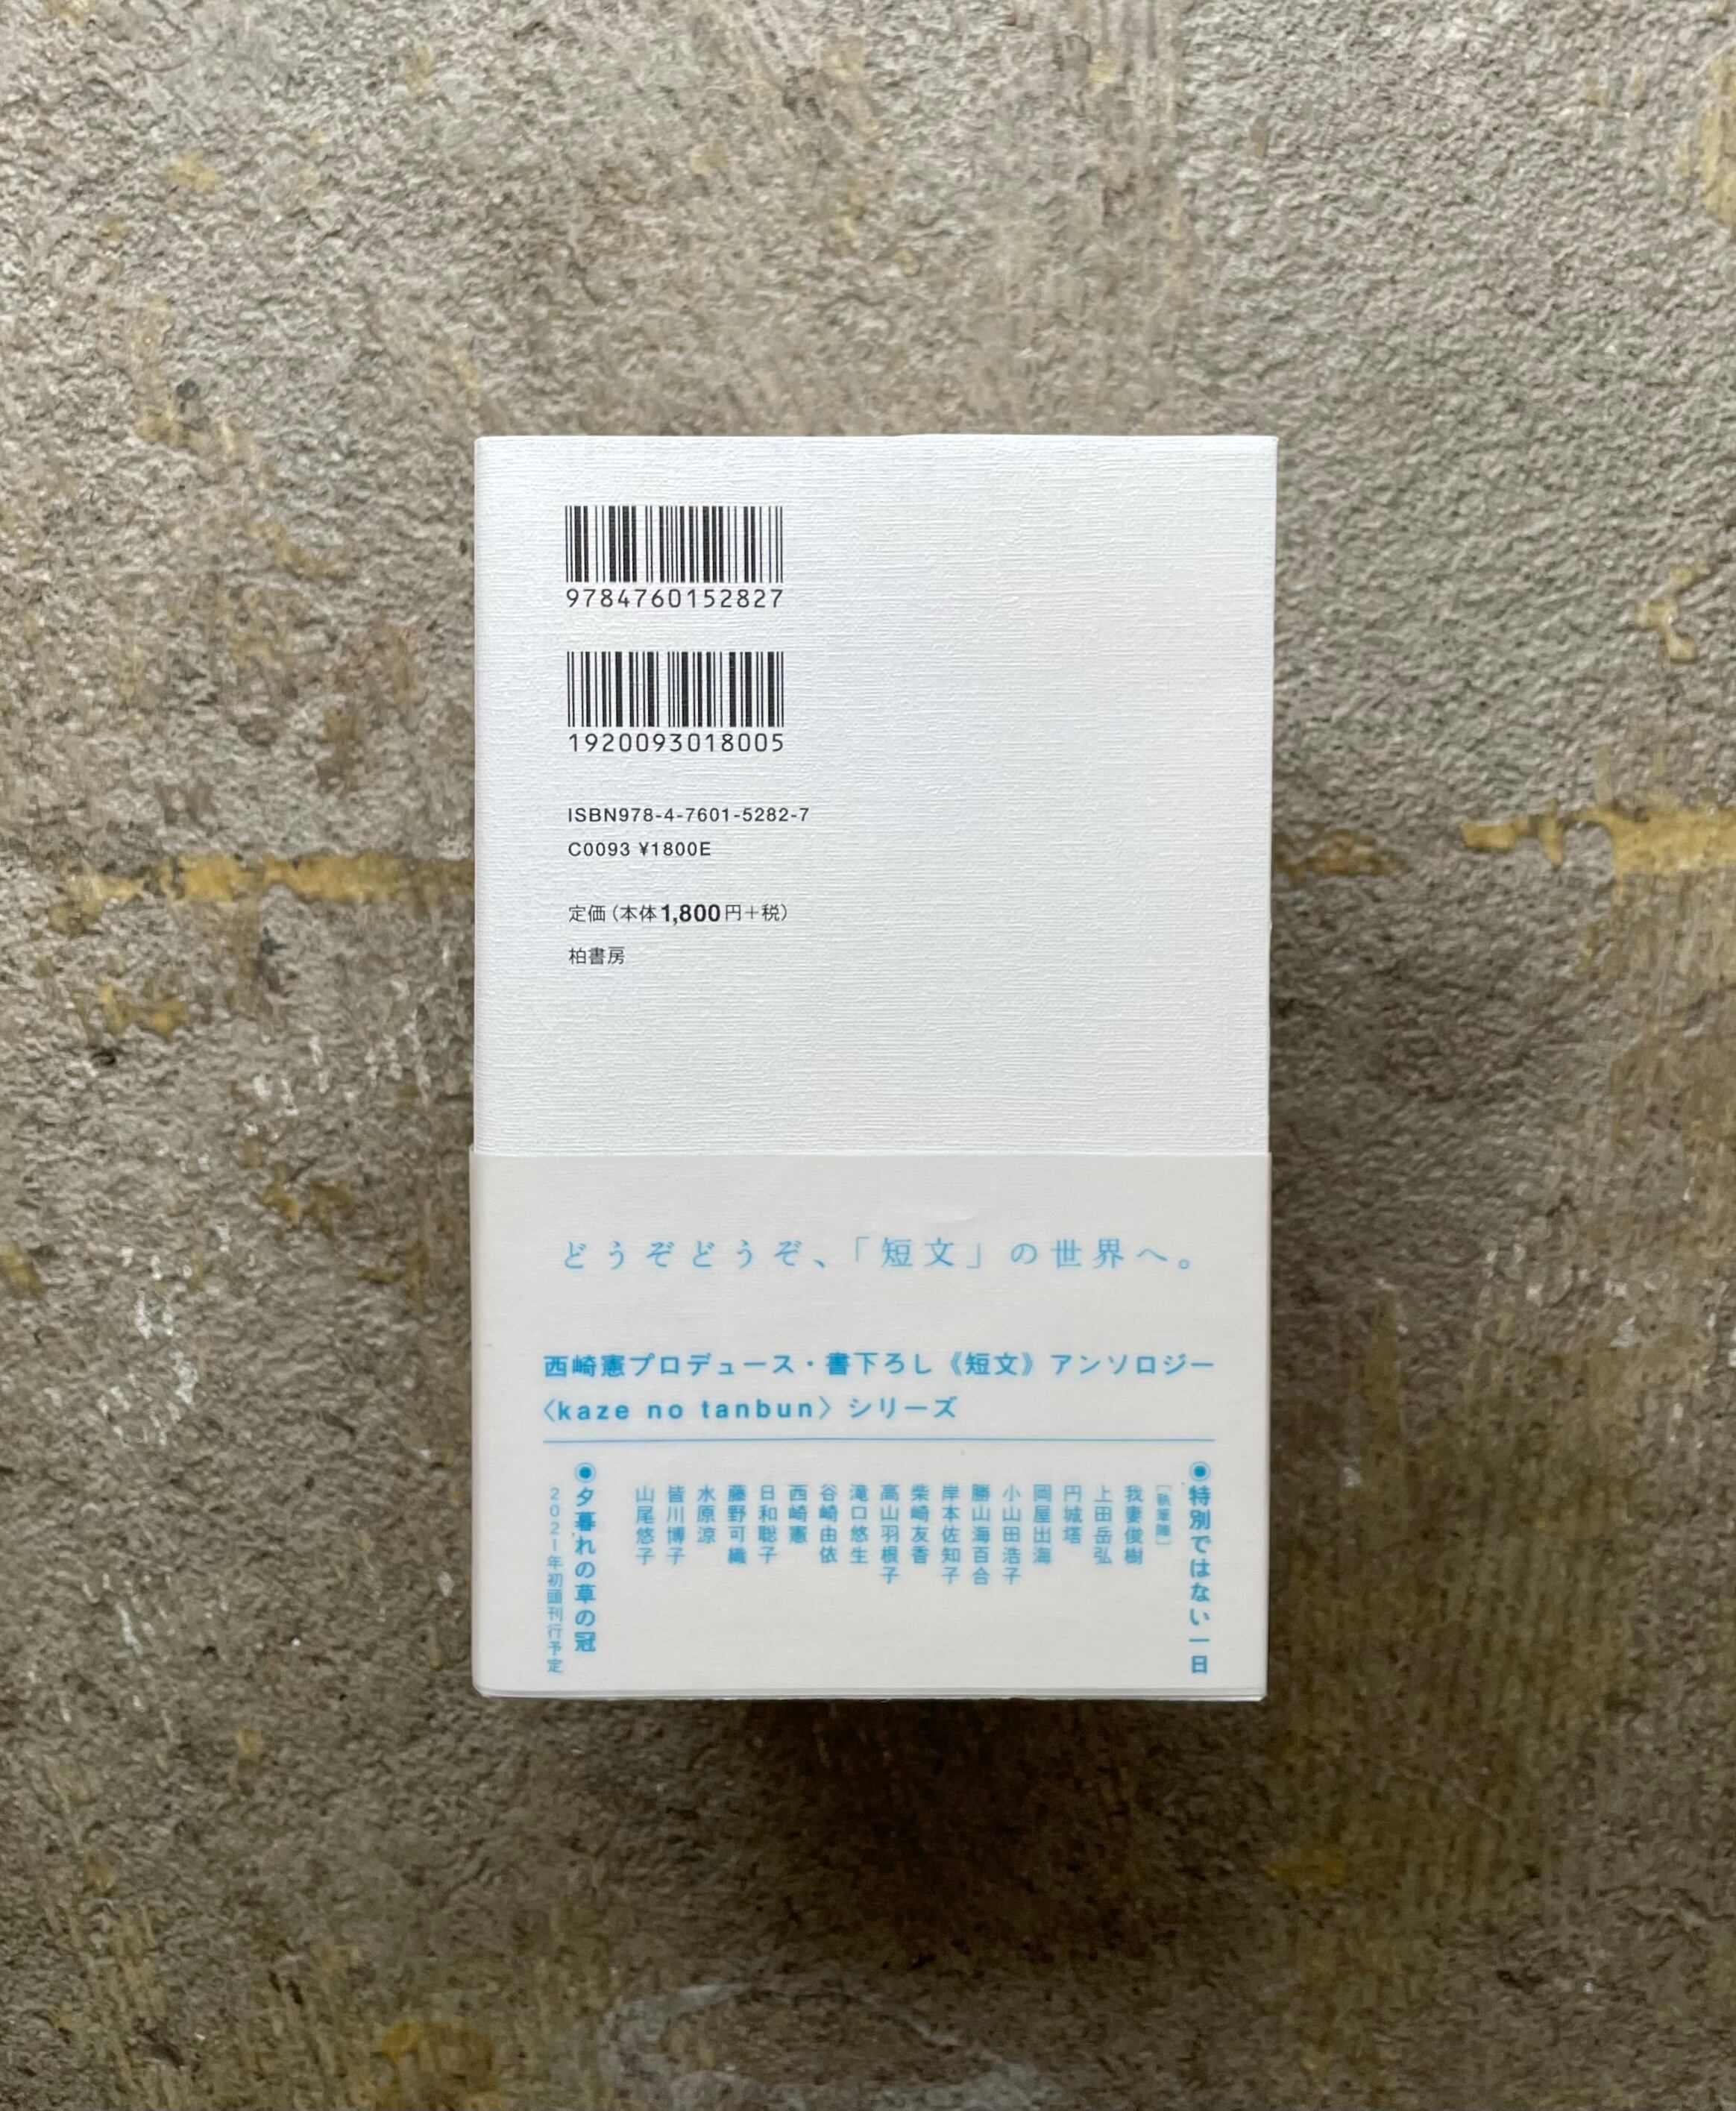 9784760152827
1920093018005
ISBN978-4-7601-5282-7
C0093 ¥1800E
定価（本体1,800円＋税）
柏書房
どうぞどうぞ、「短文」の世界へ。
西崎憲プロデュース・書下ろし《短文》アンソロジー
〈kaze no tanbun〉シリーズ
◉特別ではない一日
［執筆陣］
我妻俊樹
上田岳弘
円城塔
岡屋出海
小山田浩子
勝山海百合
岸本佐知子
柴崎友香
高山羽根子
滝口悠生
谷崎由依
西崎憲
日和聡子
藤野可織
水原涼
皆川博子
山尾悠子
◉夕暮れの草の冠
2021年初頭刊行予定